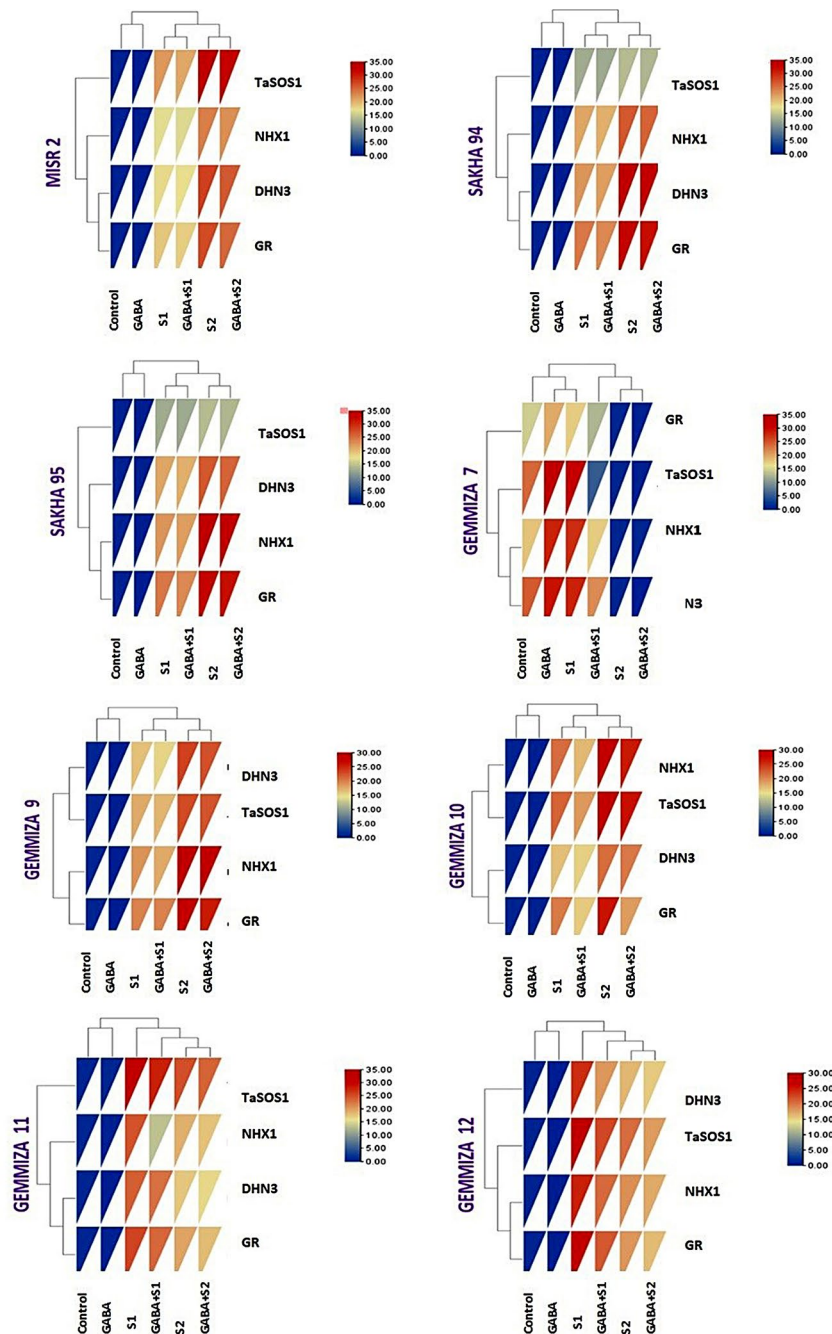 MISR 2
TaSOS1
NHX1
DHN3
GR
35.00
30.00
25.00
20.00
15.00
10.00
5.00
0.00
Control
GABA
S1
GABA+S1
S2
GABA+S2
SAKHA 94
TaSOS1
NHX1
DHN3
GR
35.00
30.00
25.00
20.00
15.00
10.00
5.00
0.00
Control
GABA
S1
GABA+S1
S2
GABA+S2
SAKHA 95
TaSOS1
DHN3
NHX1
GR
35.00
30.00
25.00
20.00
15.00
10.00
5.00
0.00
Control
GABA
S1
GABA+S1
S2
GABA+S2
GEMMIZA 7
GR
TaSOS1
NHX1
N3
35.00
30.00
25.00
20.00
15.00
10.00
5.00
0.00
Control
GABA
S1
GABA+S1
S2
GABA+S2
GEMMIZA 9
DHN3
TaSOS1
NHX1
GR
30.00
25.00
20.00
15.00
10.00
5.00
0.00
Control
GABA
S1
GABA+S1
S2
GABA+S2
GEMMIZA 10
NHX1
TaSOS1
DHN3
GR
30.00
25.00
20.00
15.00
10.00
5.00
0.00
Control
GABA
S1
GABA+S1
S2
GABA+S2
GEMMIZA 11
TaSOS1
NHX1
DHN3
GR
35.00
30.00
25.00
20.00
15.00
10.00
5.00
0.00
Control
GABA
S1
GABA+S1
S2
GABA+S2
GEMMIZA 12
DHN3
TaSOS1
NHX1
GR
30.00
25.00
20.00
15.00
10.00
5.00
0.00
Control
GABA
S1
GABA+S1
S2
GABA+S2